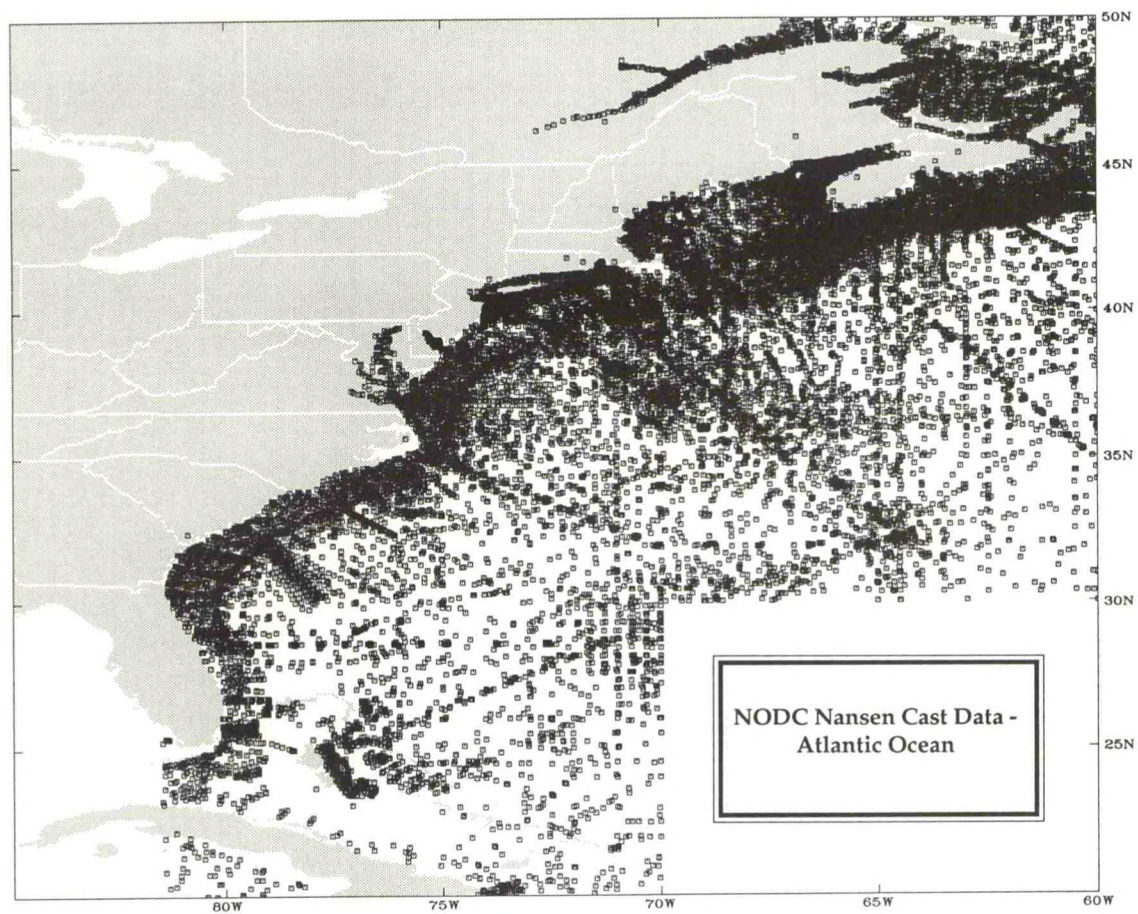 50N
45N
40N
35N
30N
NODC Nansen Cast Data -
Atlantic Ocean
25N
80W
75W
70W
65W
60W